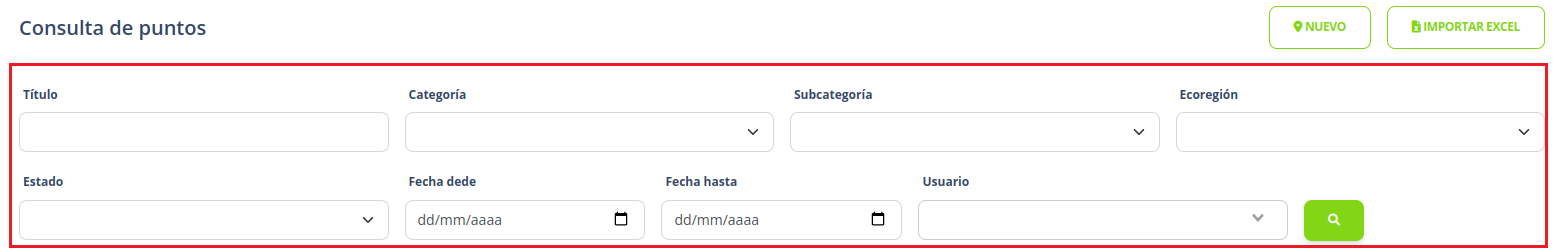 Consulta de puntos
NUEVO
IMPORTAR EXCEL
Título
Categoría
Subcategoría
Ecoregión
Estado
Fecha dede
Fecha hasta
Usuario
dd/mm/aaaa
dd/mm/aaaa